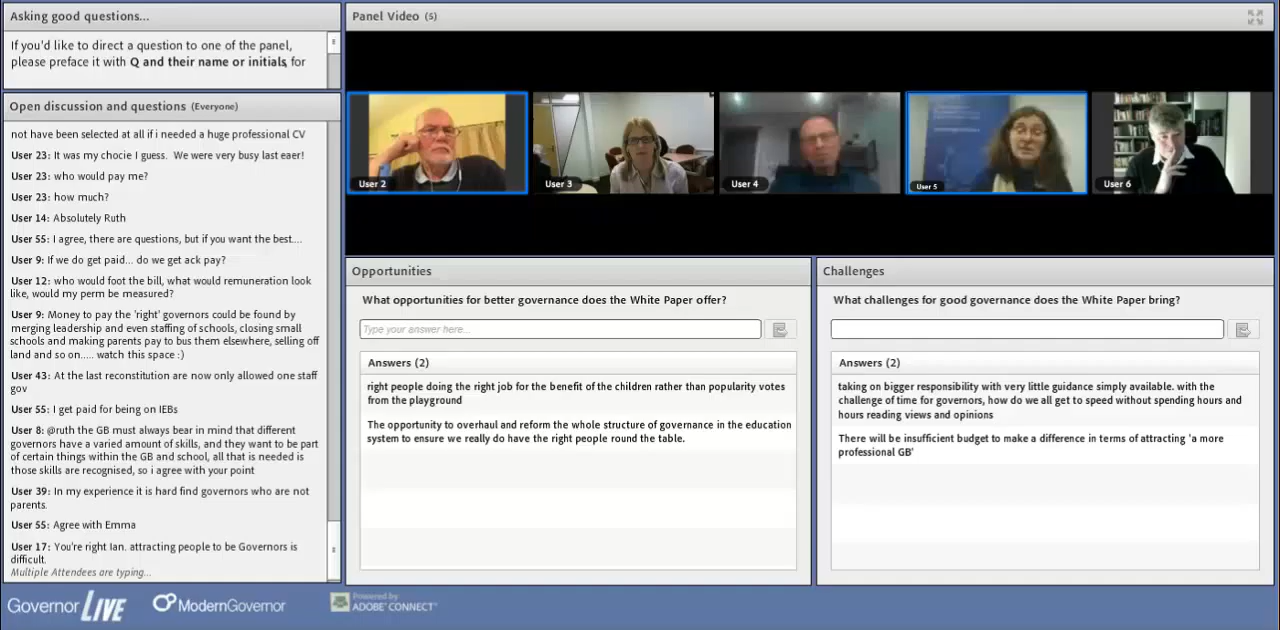 Asking good questions...
If you'd like to direct a question to one of the panel,
please preface it with Q and their name or initials, for
Open discussion and questions (Everyone)
not have been selected at all if i needed a huge professional CV
User 23: It was my chocie I guess. We were very busy last eaer!
User 23: who would pay me?
User 23: how much?
User 14: Absolutely Ruth
User 55: I agree, there are questions, but if you want the best....
User 9: If we do get paid... do we get ack pay?
User 12: who would foot the bill, what would remuneration look
like, would my perm be measured?
User 9: Money to pay the 'right' governors could be found by
merging leadership and even staffing of schools, closing small
schools and making parents pay to bus them elsewhere, selling off
land and so on..... watch this space :)
User 43: At the last reconstitution are now only allowed one staff
gov
User 55: I get paid for being on IEBs
User 8: @ruth the GB must always bear in mind that different
governors have a varied amount of skills, and they want to be part
of certain things within the GB and school, all that is needed is
those skills are recognised, so i agree with your point
User 39: In my experience it is hard find governors who are not
parents.
User 55: Agree with Emma
User 17: You're right Ian. attracting people to be Governors is
difficult.
Multiple Attendees are typing...
Panel Video (5)
User 2
User 3
User 4
User 5
User 6
Opportunities
What opportunities for better governance does the White Paper offer?
Type your answer here...
Answers (2)
right people doing the right job for the benefit of the children rather than popularity votes
from the playground
The opportunity to overhaul and reform the whole structure of governance in the education
system to ensure we really do have the right people round the table.
Challenges
What challenges for good governance does the White Paper bring?
Answers (2)
taking on bigger responsibility with very little guidance simply available. with the
challenge of time for governors, how do we all get to speed without spending hours and
hours reading views and opinions
There will be insufficient budget to make a difference in terms of attracting 'a more
professional GB'
Governor LIVE
ModernGovernor
Powered by
ADOBE® CONNECT™